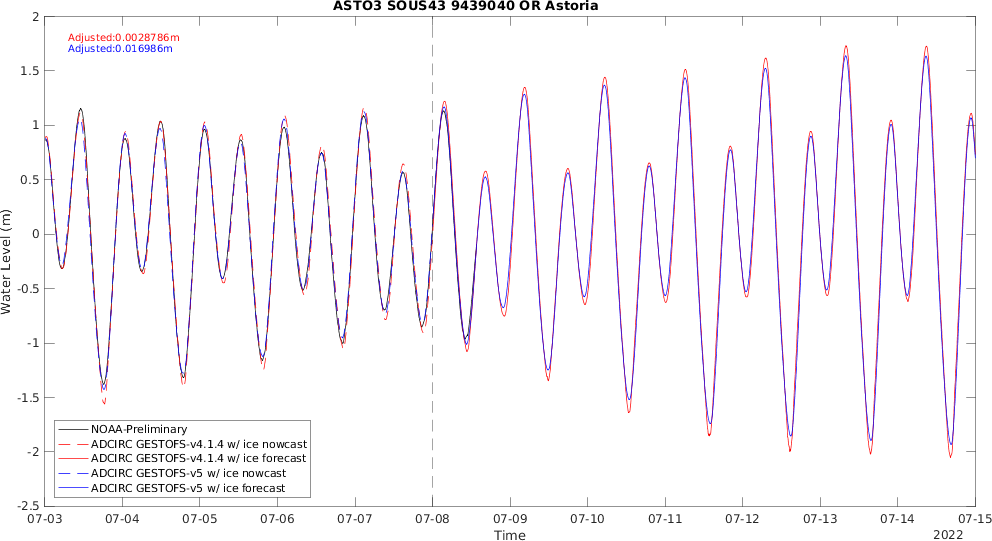 ASTO3 SOUS43 9439040 OR Astoria
Adjusted:0.0028786m
Adjusted:0.016986m
Water Level (m)
2
1.5
1
0.5
0
-0.5
-1
-1.5
-2
-2.5
NOAA-Preliminary
ADCIRC GESTOFS-v4.1.4 w/ ice nowcast
ADCIRC GESTOFS-v4.1.4 w/ ice forecast
ADCIRC GESTOFS-v5 w/ ice nowcast
ADCIRC GESTOFS-v5 w/ ice forecast
07-03 07-04 07-05 07-06 07-07 07-08 07-09 07-10 07-11 07-12 07-13 07-14 07-15
Time
2022